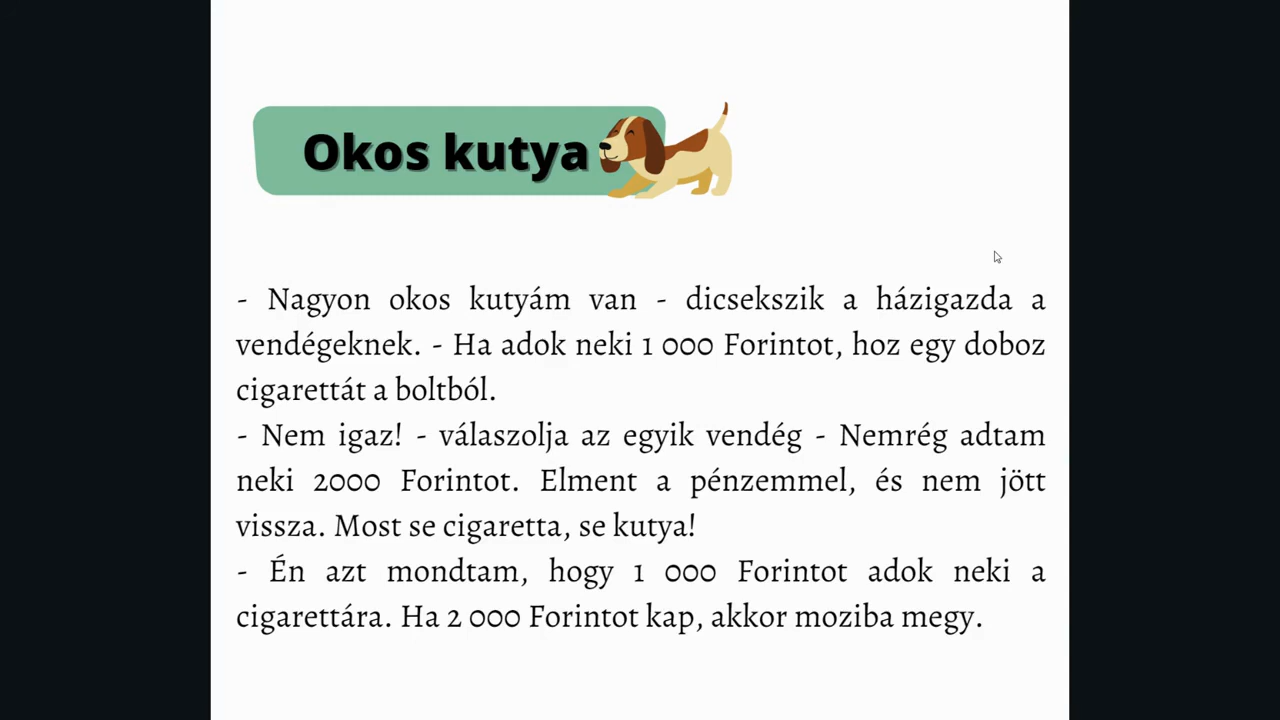 Okos kutya
- Nagyon okos kutyám van - dicsekszik a házigazda a
vendégeknek. - Ha adok neki 1 000 Forintot, hoz egy doboz
cigarettát a boltból.
- Nem igaz! - válaszolja az egyik vendég - Nemrég adtam
neki 2000 Forintot. Elment a pénzemmel, és nem jött
vissza. Most se cigaretta, se kutya!
- Én azt mondtam, hogy 1 000 Forintot adok neki a
cigarettára. Ha 2 000 Forintot kap, akkor moziba megy.